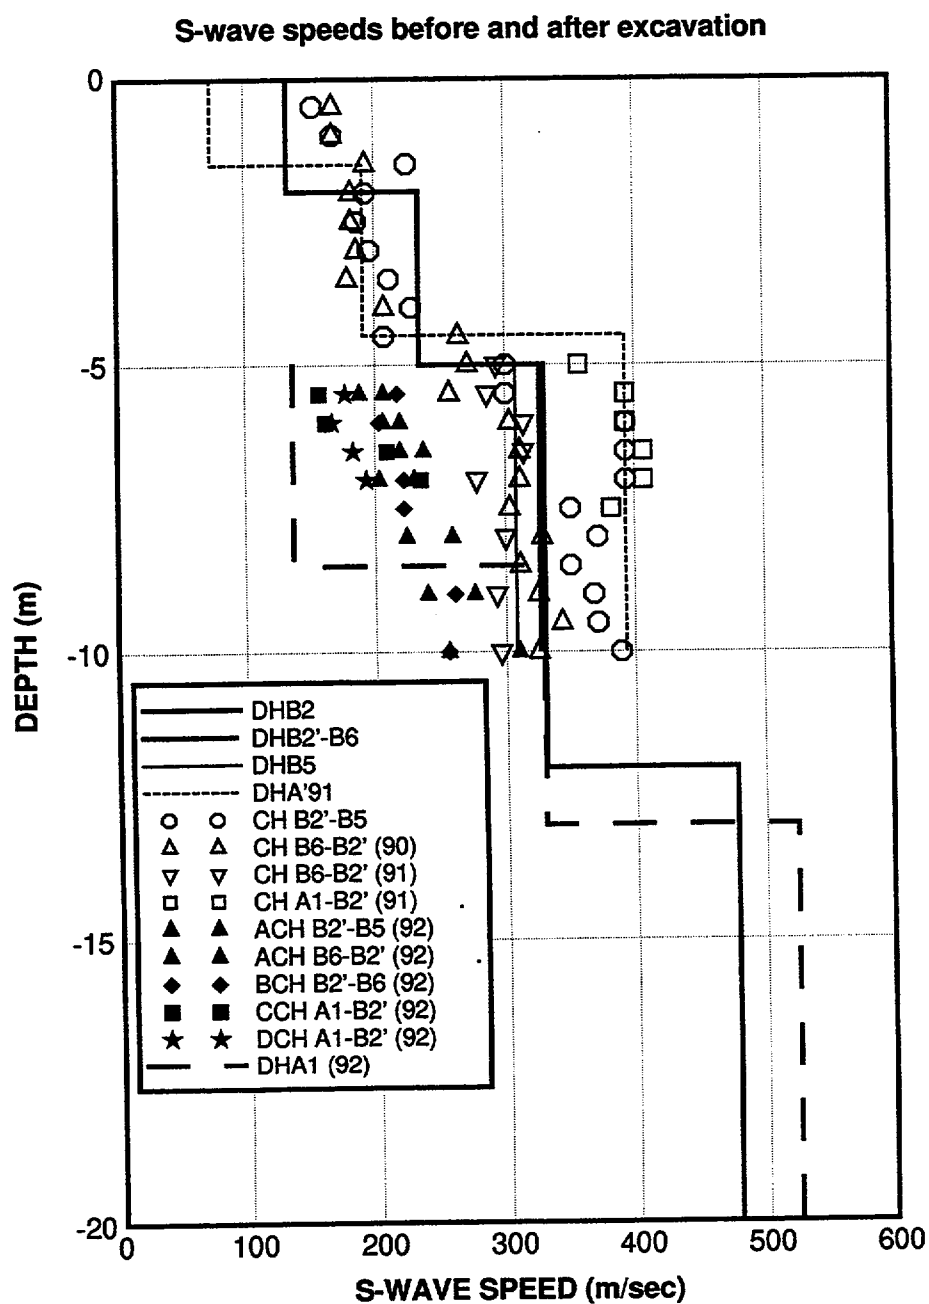 S-wave speeds before and after excavation
0
-5
-10
-15
-20
DEPTH (m)
DHB2
DHB2'-B6
DHB5
DHA'91
CH B2'-B5
CH B6-B2' (90)
CH B6-B2' (91)
CH A1-B2' (91)
ACH B2'-B5 (92)
ACH B6-B2' (92)
BCH B2'-B6 (92)
CCH A1-B2' (92)
DCH A1-B2' (92)
DHA1 (92)
0 100 200 300 400 500 600
S-WAVE SPEED (m/sec)